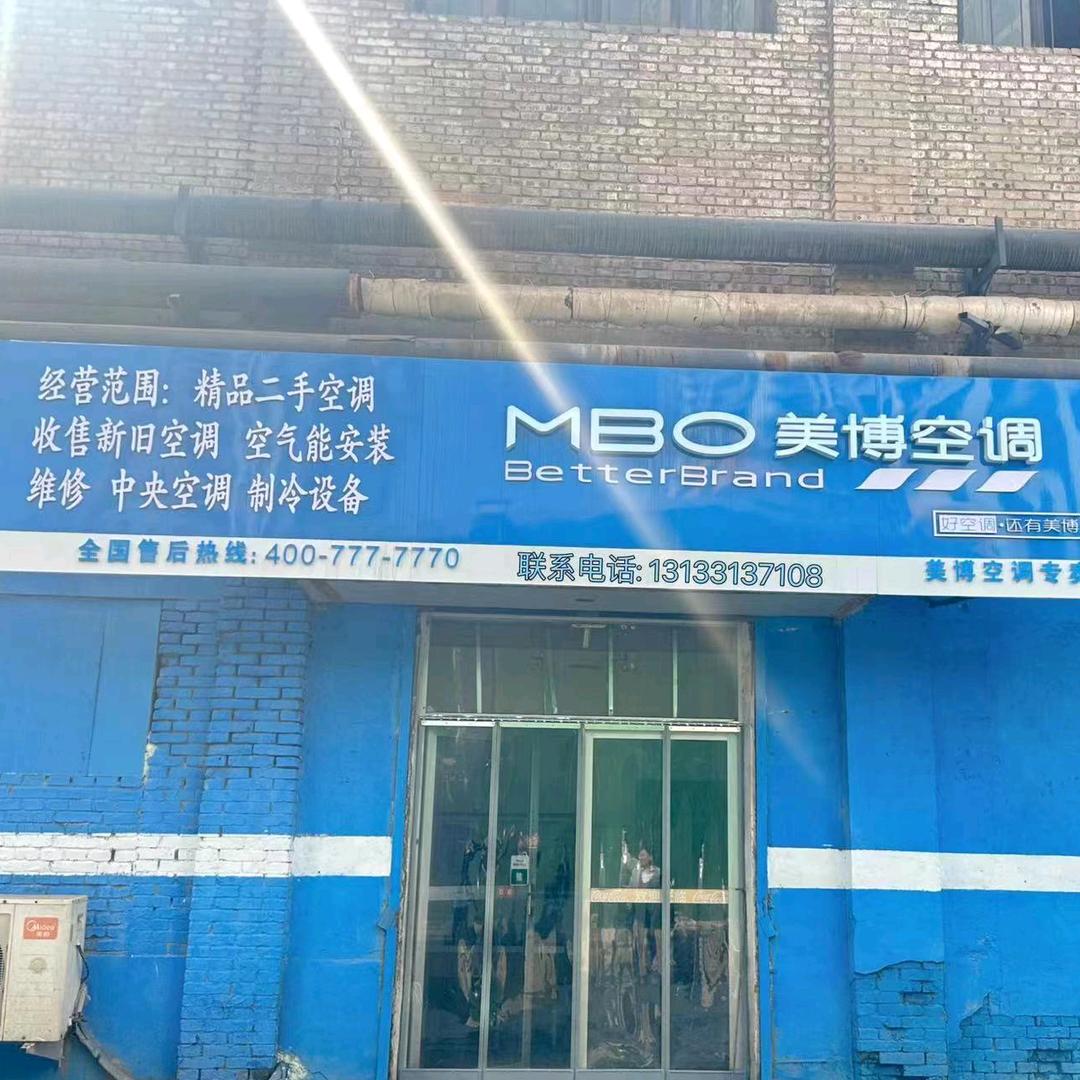 经营范围：精品二手空调
收售新旧空调 空气能安装
维修 中央空调 制冷设备
MBO 美博空调
BetterBrand
好空调·还有美博
全国售后热线：400-777-7770
联系电话：13133137108
美博空调专卖
Midea
美的